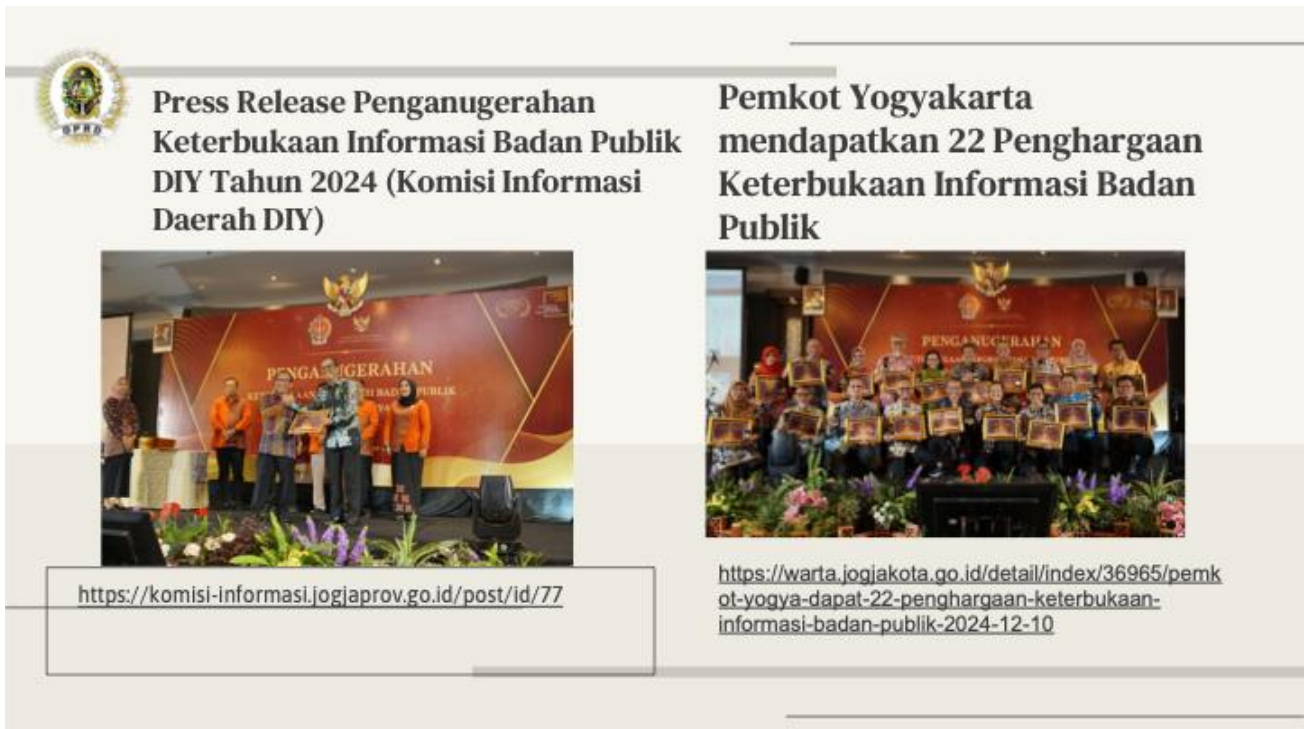 DPRD
Press Release Penganugerahan
Keterbukaan Informasi Badan Publik
DIY Tahun 2024 (Komisi Informasi
Daerah DIY)
PENGANUGERAHAN
BADAN PUBLIK
https://komisi-informasi.jogjaprov.go.id/post/id/77
Pemkot Yogyakarta
mendapatkan 22 Penghargaan
Keterbukaan Informasi Badan
Publik
PENGANUGERAHAN
https://warta.jogjakota.go.id/detail/index/36965/pemk
ot-yogya-dapat-22-penghargaan-keterbukaan-
informasi-badan-publik-2024-12-10